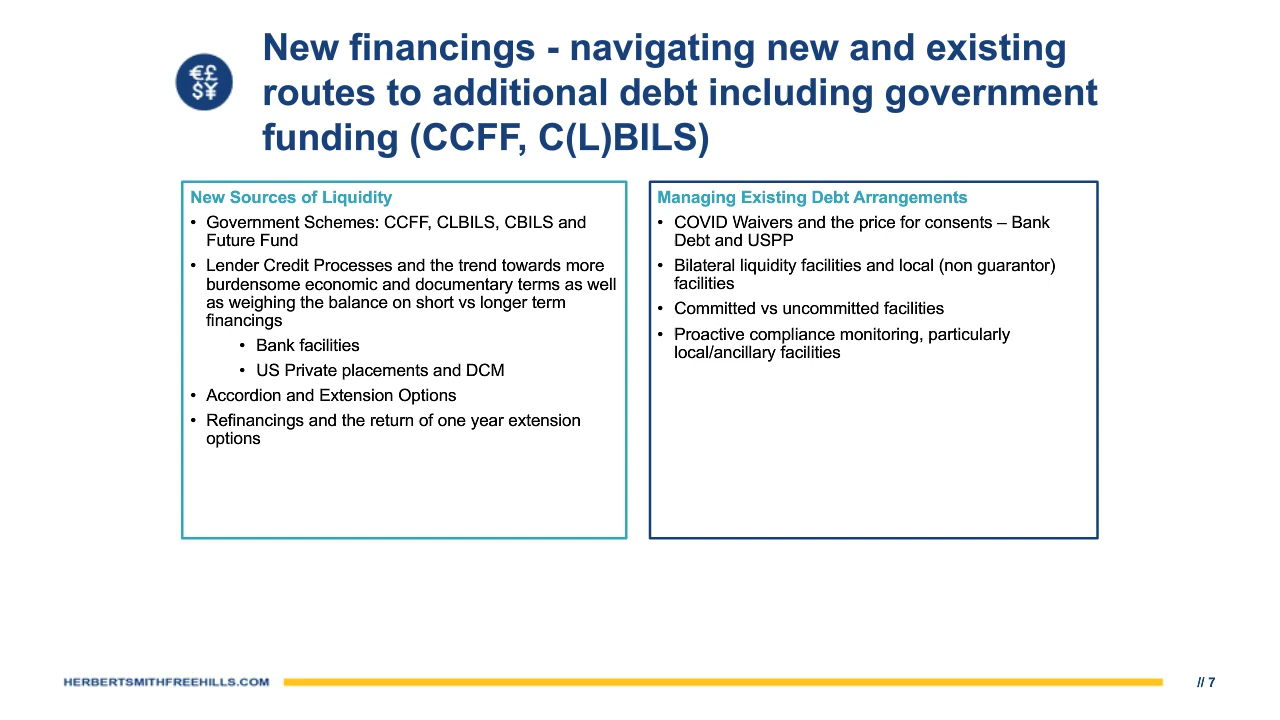 €£
$¥
New financings - navigating new and existing
routes to additional debt including government
funding (CCFF, C(L)BILS)
New Sources of Liquidity
• Government Schemes: CCFF, CLBILS, CBILS and
Future Fund
• Lender Credit Processes and the trend towards more
burdensome economic and documentary terms as well
as weighing the balance on short vs longer term
financings
• Bank facilities
• US Private placements and DCM
• Accordion and Extension Options
• Refinancings and the return of one year extension
options
Managing Existing Debt Arrangements
• COVID Waivers and the price for consents – Bank
Debt and USPP
• Bilateral liquidity facilities and local (non guarantor)
facilities
• Committed vs uncommitted facilities
• Proactive compliance monitoring, particularly
local/ancillary facilities
HERBERTSMITHFREEHILLS.COM
// 7